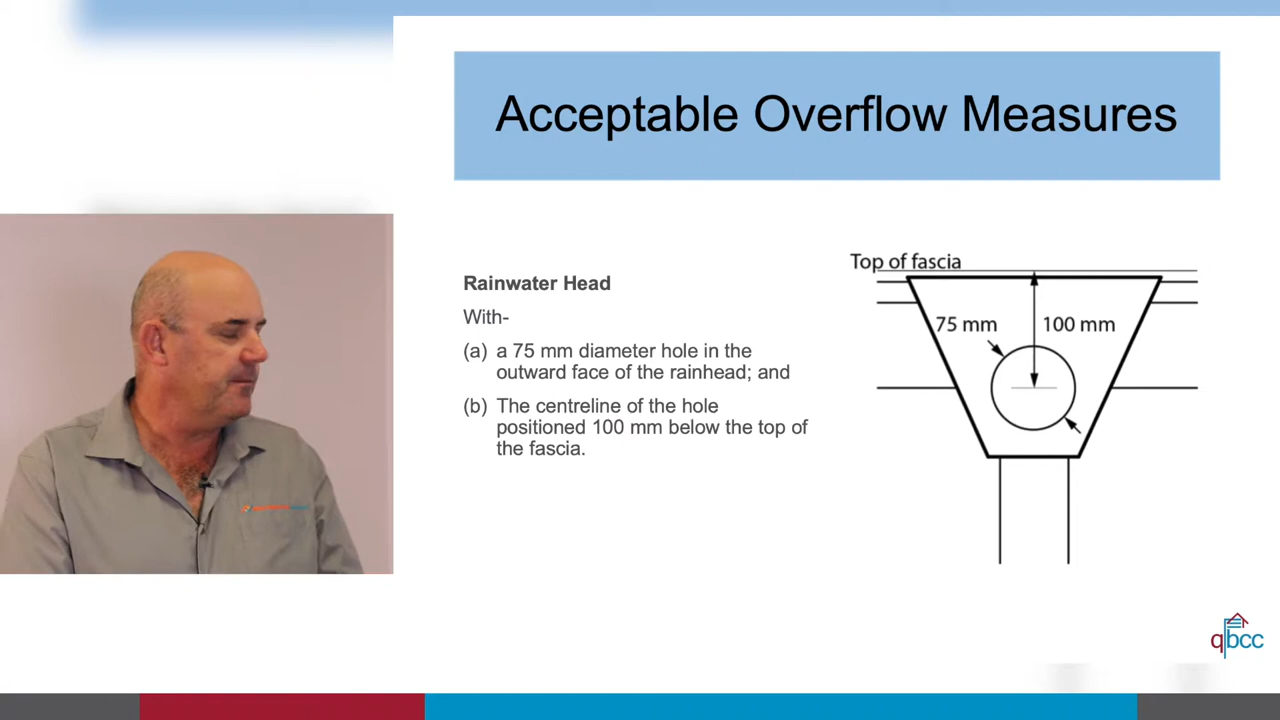 Acceptable Overflow Measures
Rainwater Head
With-
(a) a 75 mm diameter hole in the
outward face of the rainhead; and
(b) The centreline of the hole
positioned 100 mm below the top of
the fascia.
Top of fascia
75 mm
100 mm
qbcc